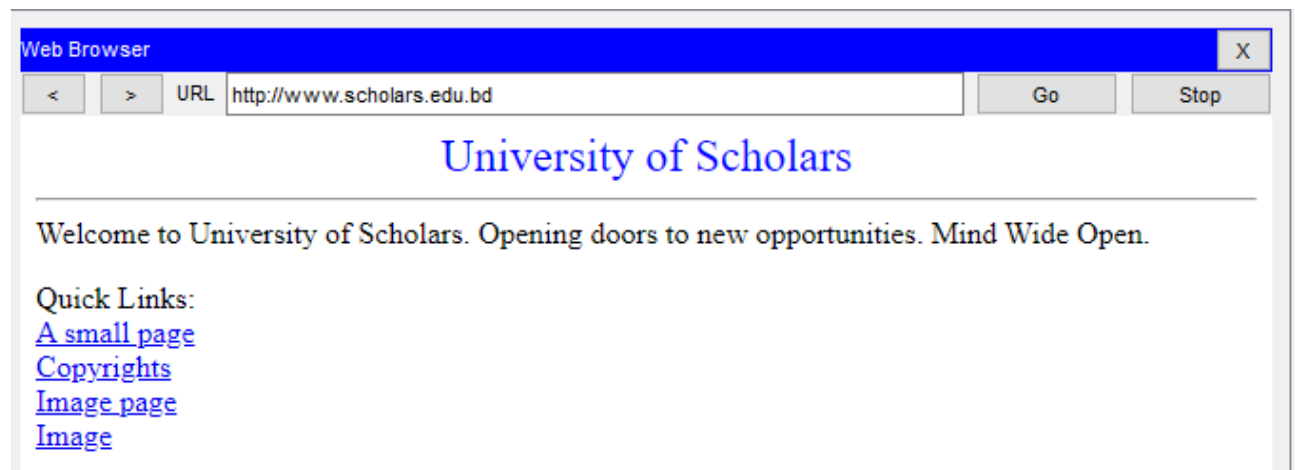 Web Browser X
< > URL http://www.scholars.edu.bd Go Stop
University of Scholars
Welcome to University of Scholars. Opening doors to new opportunities. Mind Wide Open.
Quick Links:
A small page
Copyrights
Image page
Image